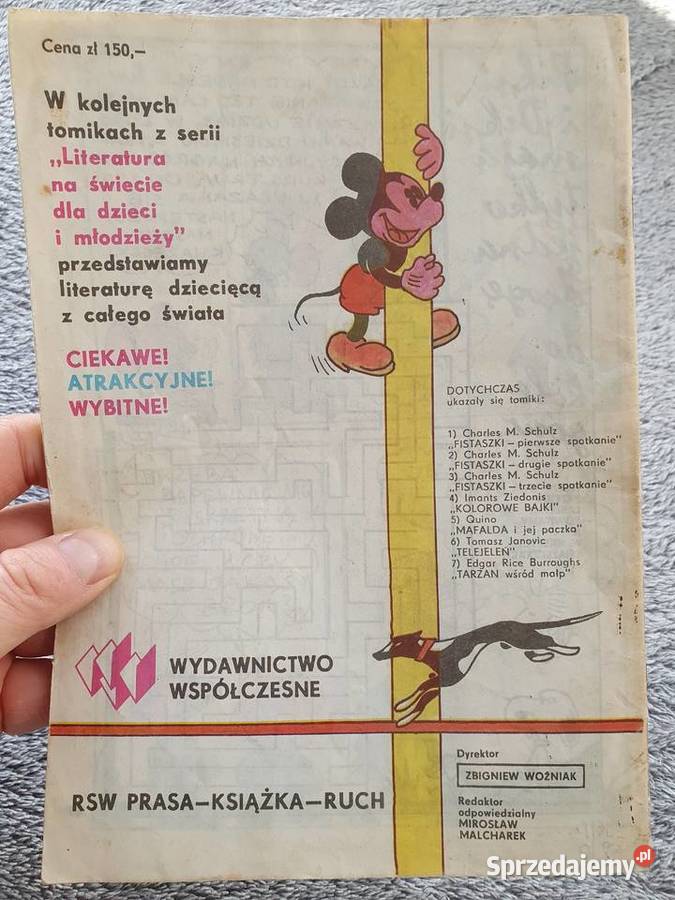 Cena zł 150,—
W kolejnych
tomikach z serii
„Literatura
na świecie
dla dzieci
i młodzieży”
przedstawiamy
literaturę dziecięcą
z całego świata
CIEKAWE!
ATRAKCYJNE!
WYBITNE!
DOTYCHCZAS
ukazały się tomiki:
1) Charles M. Schulz
„FISTASZKI – pierwsze spotkanie"
2) Charles M. Schulz
„FISTASZKI – drugie spotkanie"
3) Charles M. Schulz
„FISTASZKI – trzecie spotkanie"
4) Imants Ziedonis
„KOLOROWE BAJKI"
5) Quino
„MAFALDA i jej paczka"
6) Tomasz Janovic
„TELEJELEŃ"
7) Edgar Rice Burroughs
„TARZAN wśród małp"
WYDAWNICTWO
WSPÓŁCZESNE
RSW PRASA—KSIĄŻKA—RUCH
Dyrektor
ZBIGNIEW WOŹNIAK
Redaktor
odpowiedzialny
MIROSŁAW
MALCHAREK
Sprzedajemy.pl